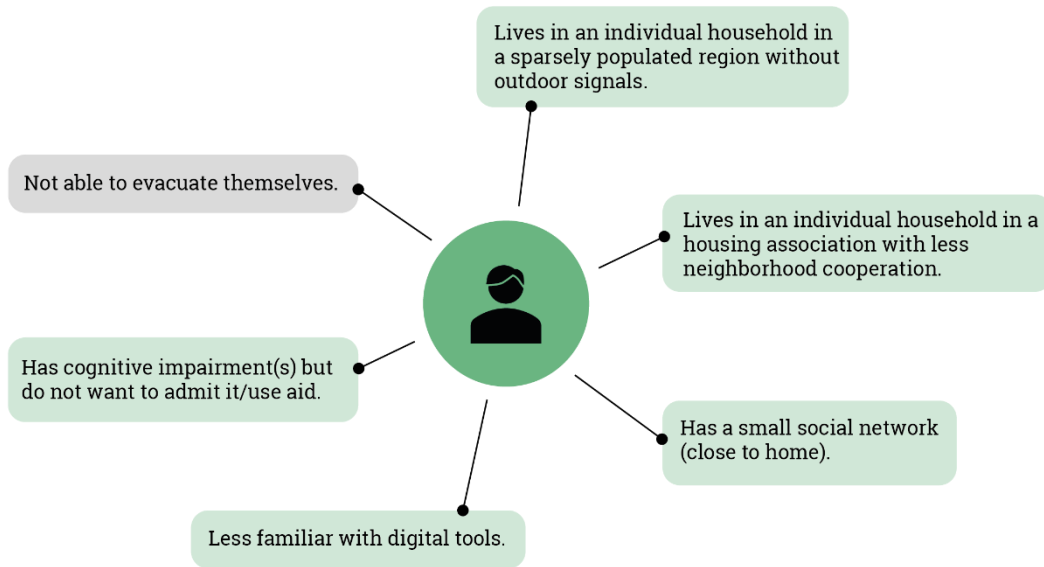 Lives in an individual household in
a sparsely populated region without
outdoor signals.
Not able to evacuate themselves.
Lives in an individual household in a
housing association with less
neighborhood cooperation.
Has cognitive impairment(s) but
do not want to admit it/use aid.
Has a small social network
(close to home).
Less familiar with digital tools.